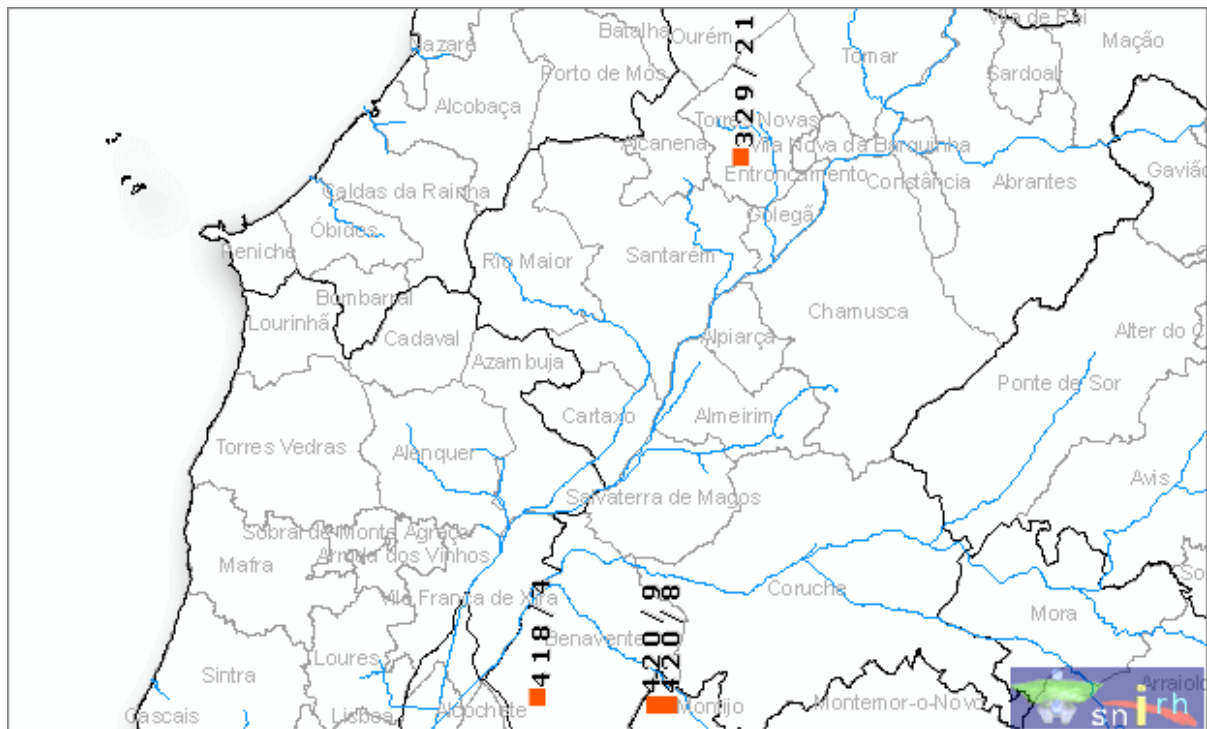 Vila de Rei
Nazaré
Batalha
Ourém
Mação
Tomar
Porto de Mós
Sardoal
Alcobaça
329/21
Torres Novas
Alcanena
Vila Nova da Barquinha
Gavião
Entroncamento
Constância
Abrantes
Caldas da Rainha
Golegã
Óbidos
Peniche
Santarém
Rio Maior
Bombarral
Lourinhã
Chamusca
Cadaval
Alpiarça
Alter do C
Azambuja
Ponte de Sor
Cartaxo
Almeirim
Torres Vedras
Alenquer
Avis
Salvaterra de Magos
Sobral de Monte Agraço
Arruda dos Vinhos
Mafra
So
Vila Franca de Xira
Coruche
Mora
418/4
420/9
420/8
Benavente
Loures
Sintra
Arraiolo
Montemor-o-Novo
Cascais
Lisboa
Alcochete
Montijo
snirh